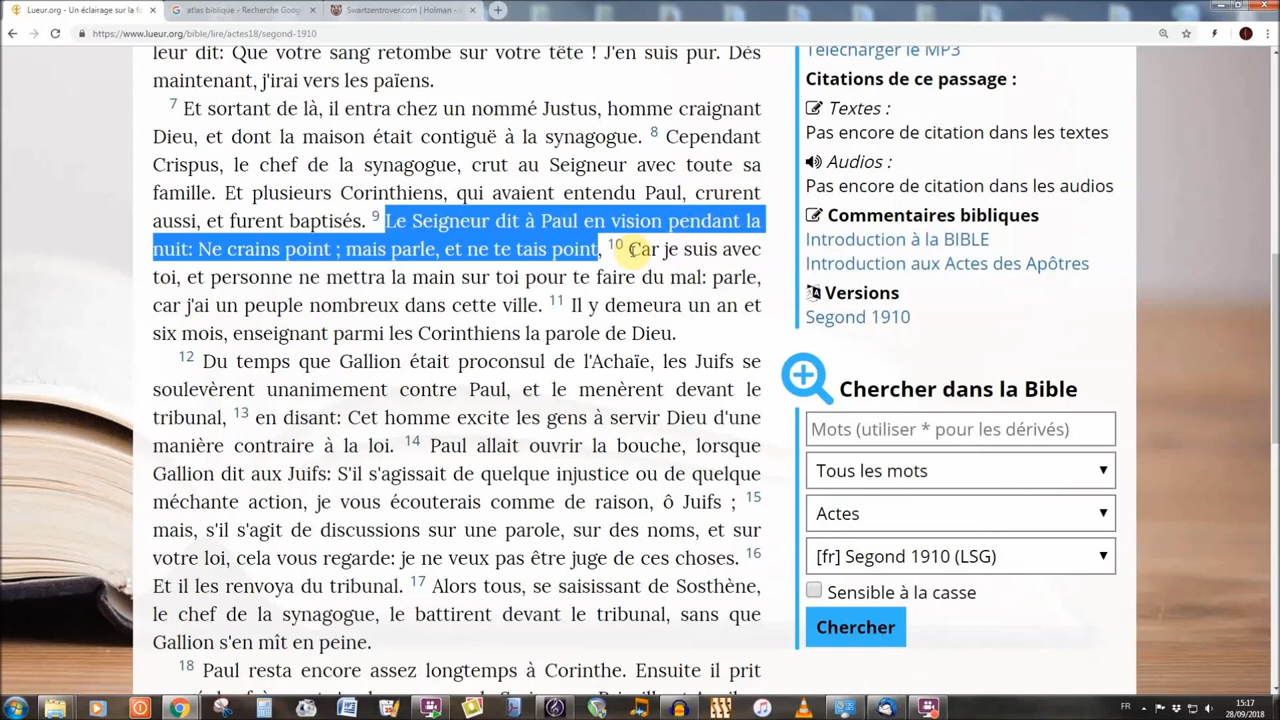 Lueur.org - Un éclairage sur la fo
atlas biblique - Recherche Goog
Swartzentrover.com | Holman -
https://www.lueur.org/bible/lire/actes18/segond-1910
leur dit: Que votre sang retombe sur votre tête ! J'en suis pur. Dès
maintenant, j'irai vers les païens.
7 Et sortant de là, il entra chez un nommé Justus, homme craignant
Dieu, et dont la maison était contiguë à la synagogue. 8 Cependant
Crispus, le chef de la synagogue, crut au Seigneur avec toute sa
famille. Et plusieurs Corinthiens, qui avaient entendu Paul, crurent
aussi, et furent baptisés. 9 Le Seigneur dit à Paul en vision pendant la
nuit: Ne crains point ; mais parle, et ne te tais point, 10 Car je suis avec
toi, et personne ne mettra la main sur toi pour te faire du mal: parle,
car j'ai un peuple nombreux dans cette ville. 11 Il y demeura un an et
six mois, enseignant parmi les Corinthiens la parole de Dieu.
12 Du temps que Gallion était proconsul de l'Achaïe, les Juifs se
soulevèrent unanimement contre Paul, et le menèrent devant le
tribunal, 13 en disant: Cet homme excite les gens à servir Dieu d'une
manière contraire à la loi. 14 Paul allait ouvrir la bouche, lorsque
Gallion dit aux Juifs: S'il s'agissait de quelque injustice ou de quelque
méchante action, je vous écouterais comme de raison, ô Juifs ; 15
mais, s'il s'agit de discussions sur une parole, sur des noms, et sur
votre loi, cela vous regarde: je ne veux pas être juge de ces choses. 16
Et il les renvoya du tribunal. 17 Alors tous, se saisissant de Sosthène,
le chef de la synagogue, le battirent devant le tribunal, sans que
Gallion s'en mît en peine.
18 Paul resta encore assez longtemps à Corinthe. Ensuite il prit
Télécharger le MP3
Citations de ce passage :
Textes :
Pas encore de citation dans les textes
Audios :
Pas encore de citation dans les audios
Commentaires bibliques
Introduction à la BIBLE
Introduction aux Actes des Apôtres
Versions
Segond 1910
Chercher dans la Bible
Mots (utiliser * pour les dérivés)
Tous les mots
Actes
[fr] Segond 1910 (LSG)
Sensible à la casse
Chercher
FR
15:17
28/09/2018